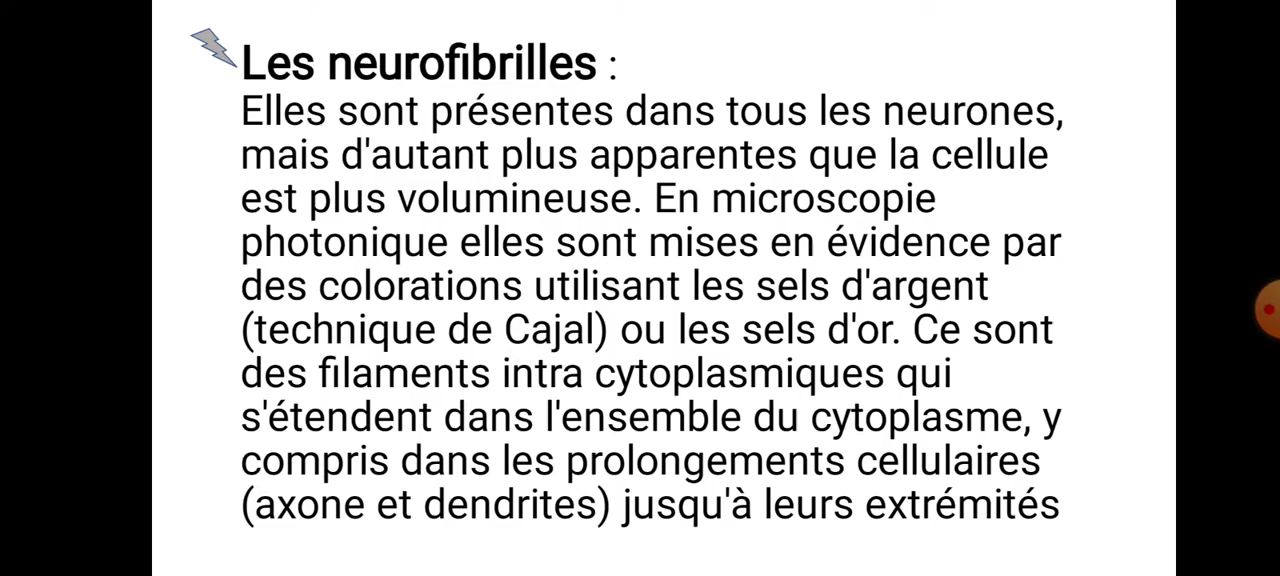 Les neurofibrilles :
Elles sont présentes dans tous les neurones,
mais d'autant plus apparentes que la cellule
est plus volumineuse. En microscopie
photonique elles sont mises en évidence par
des colorations utilisant les sels d'argent
(technique de Cajal) ou les sels d'or. Ce sont
des filaments intra cytoplasmiques qui
s'étendent dans l'ensemble du cytoplasme, y
compris dans les prolongements cellulaires
(axone et dendrites) jusqu'à leurs extrémités